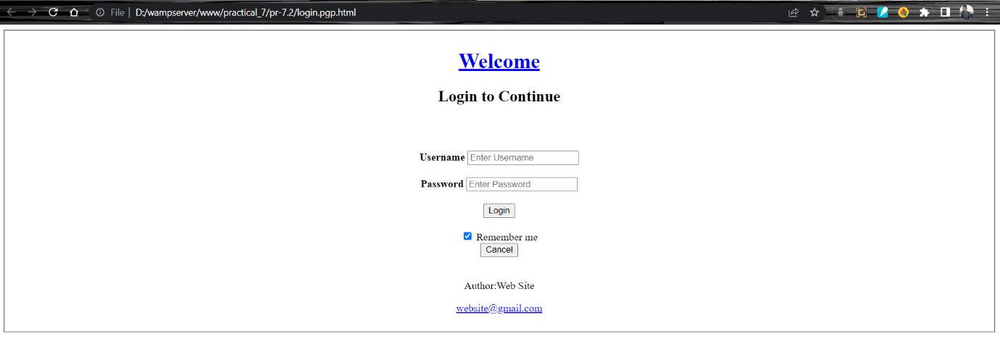 File | D:/wampserver/www/practical_7/pr-7.2/login.pgp.html
Welcome
Login to Continue
Username Enter Username
Password Enter Password
Login
Remember me
Cancel
Author:Web Site
website@gmail.com